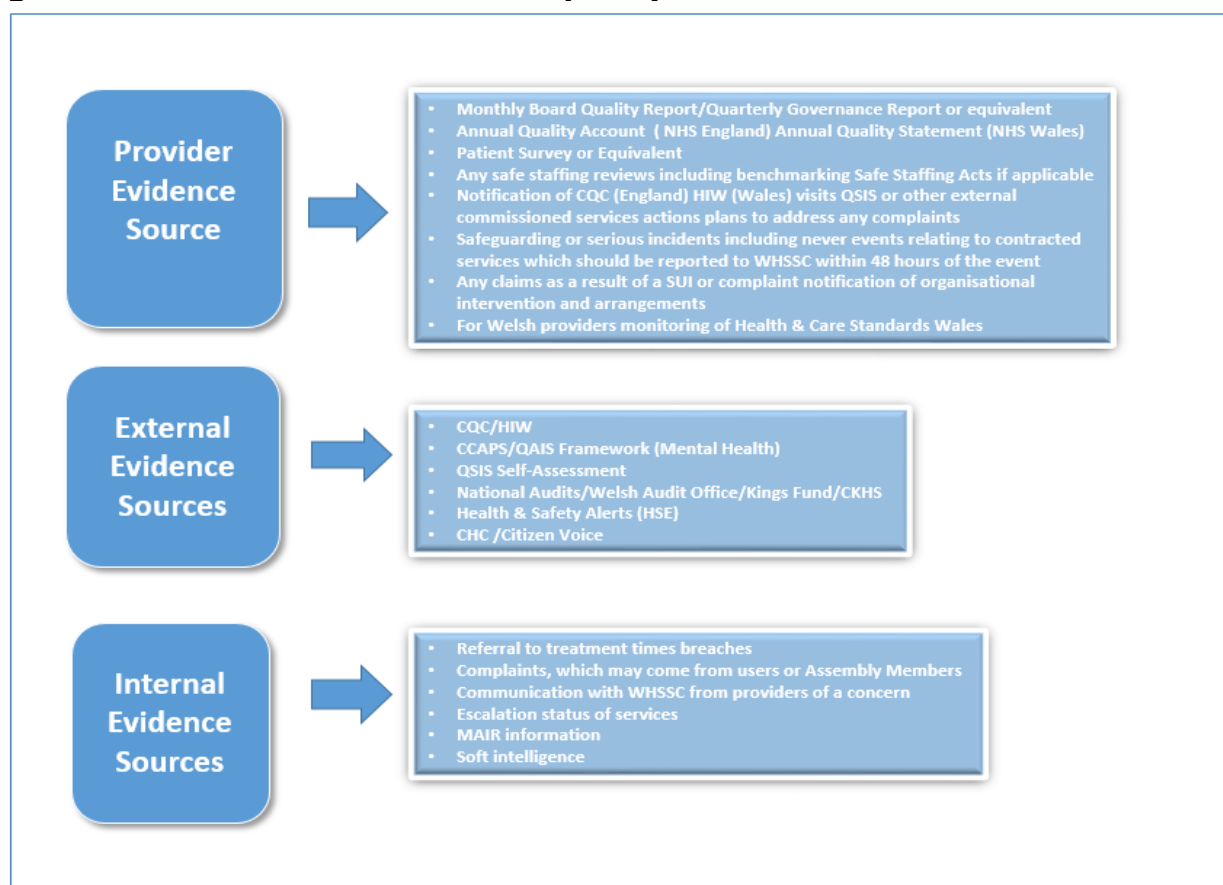 Provider
Evidence
Source
• Monthly Board Quality Report/Quarterly Governance Report or equivalent
• Annual Quality Account ( NHS England) Annual Quality Statement (NHS Wales)
• Patient Survey or Equivalent
• Any safe staffing reviews including benchmarking Safe Staffing Acts if applicable
• Notification of CQC (England) HIW (Wales) visits QSIS or other external
commissioned services actions plans to address any complaints
• Safeguarding or serious incidents including never events relating to contracted
services which should be reported to WHSSC within 48 hours of the event
• Any claims as a result of a SUI or complaint notification of organisational
intervention and arrangements
• For Welsh providers monitoring of Health & Care Standards Wales
External
Evidence
Sources
• CQC/HIW
• CCAPS/QAIS Framework (Mental Health)
• QSIS Self-Assessment
• National Audits/Welsh Audit Office/Kings Fund/CKHS
• Health & Safety Alerts (HSE)
• CHC /Citizen Voice
Internal
Evidence
Sources
• Referral to treatment times breaches
• Complaints, which may come from users or Assembly Members
• Communication with WHSSC from providers of a concern
• Escalation status of services
• MAIR information
• Soft intelligence